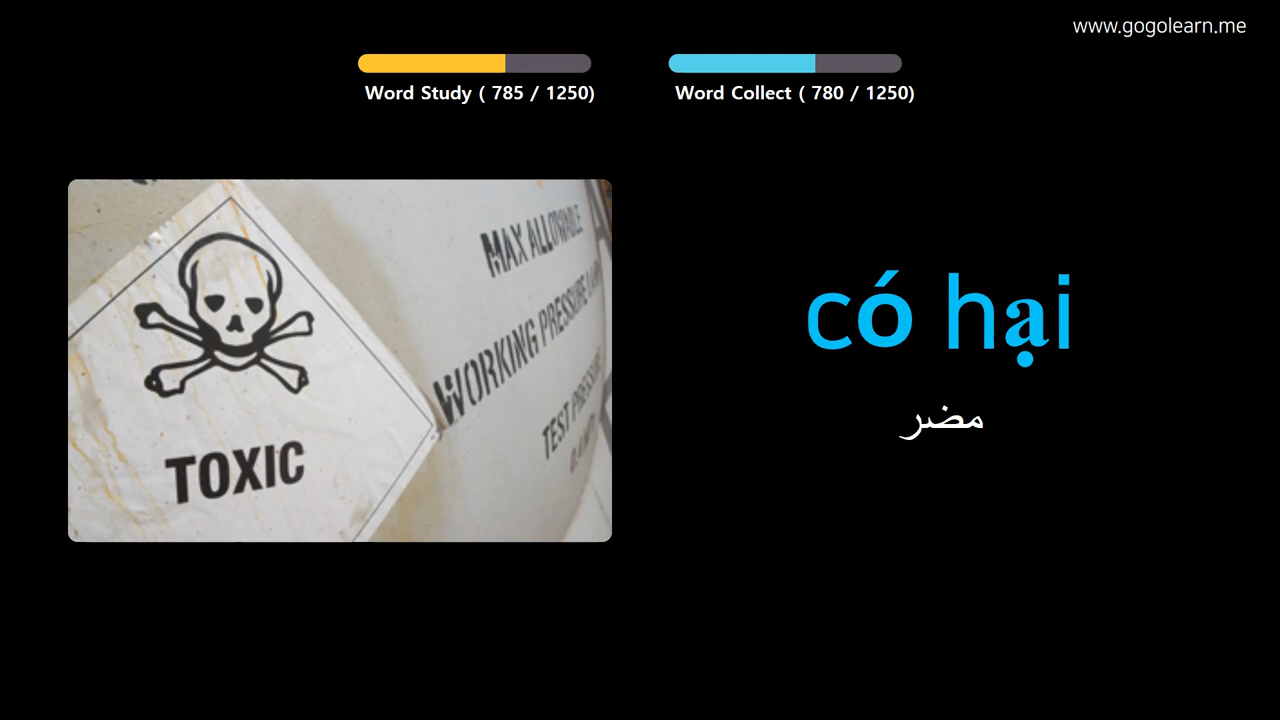 www.gogolearn.me
Word Study ( 785 / 1250)
Word Collect ( 780 / 1250)
MAX ALLOWABLE
WORKING PRESSURE
TEST PRESSURE
TOXIC
có hại
مضر